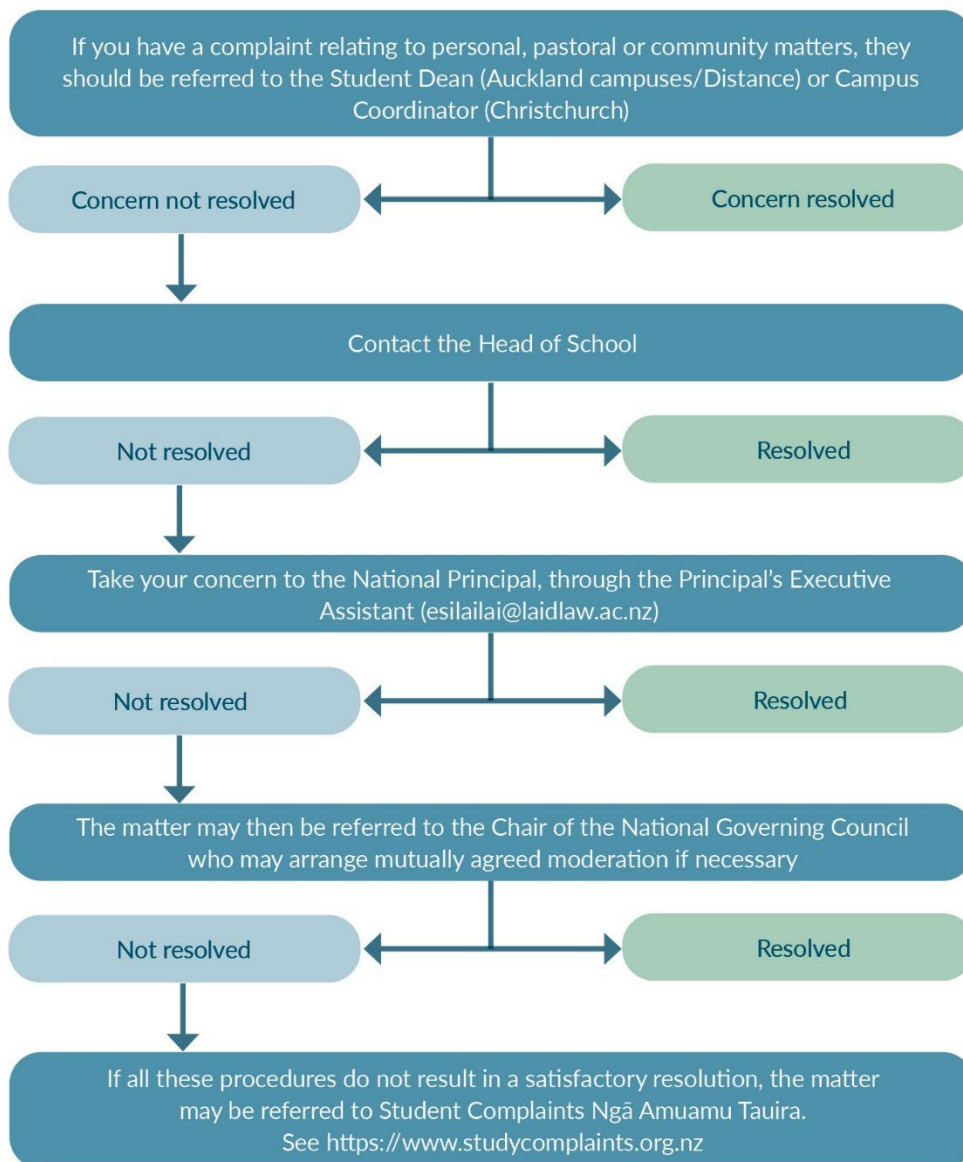 If you have a complaint relating to personal, pastoral or community matters, they
should be referred to the Student Dean (Auckland campuses/Distance) or Campus
Coordinator (Christchurch)
Concern not resolved
Concern resolved
Contact the Head of School
Not resolved
Resolved
Take your concern to the National Principal, through the Principal’s Executive
Assistant (esilailai@laidlaw.ac.nz)
Not resolved
Resolved
The matter may then be referred to the Chair of the National Governing Council
who may arrange mutually agreed moderation if necessary
Not resolved
Resolved
If all these procedures do not result in a satisfactory resolution, the matter
may be referred to Student Complaints Ngā Amuamu Tauira.
See https://www.studycomplaints.org.nz